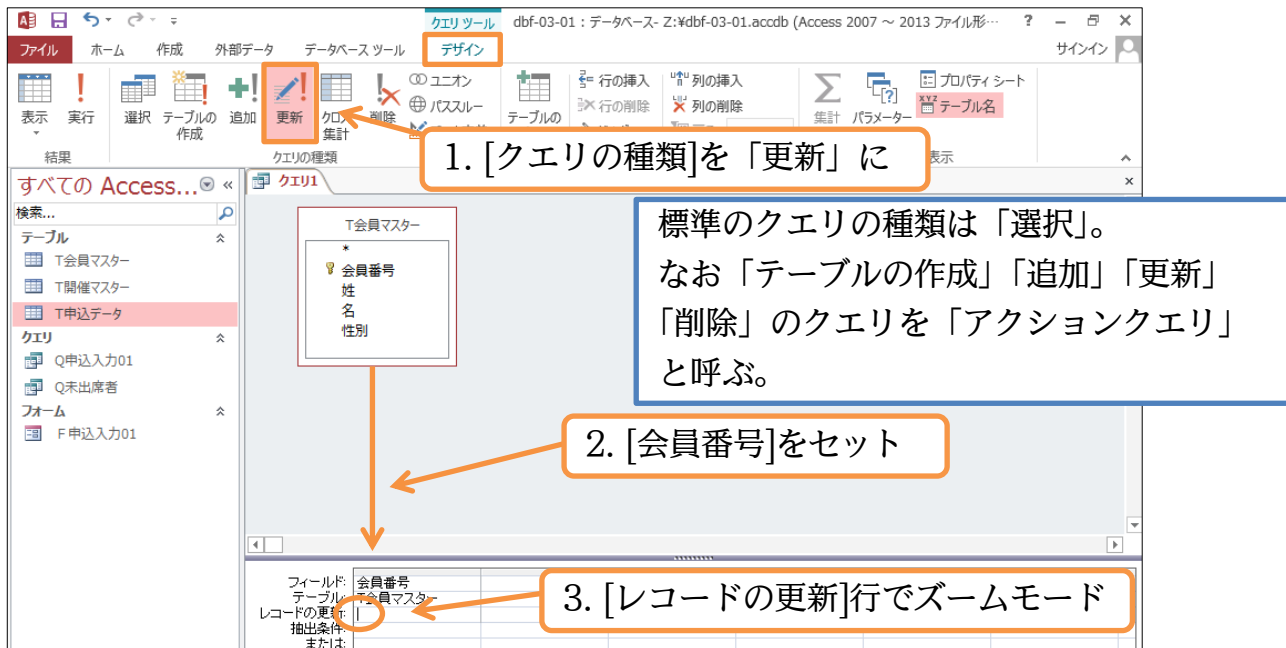 クエリ ツール dbf-03-01 : データベース- Z:¥dbf-03-01.accdb (Access 2007 ～ 2013 ファイル形… ?
ファイル ホーム 作成 外部データ データベース ツール デザイン サインイン
ユニオン 行の挿入 列の挿入 プロパティ シート
パススルー 行の削除 列の削除 テーブル名
表示 実行 選択 テーブルの 追加 更新 クロス 削除 テーブルの 集計 パラメーター
作成 集計
結果 クエリの種類 表示
1. [クエリの種類]を「更新」に
すべての Access... «
クエリ1
検索...
テーブル
T会員マスター
T開催マスター
T申込データ
クエリ
Q申込入力01
Q未出席者
フォーム
F 申込入力01
T会員マスター
*
会員番号
姓
名
性別
標準のクエリの種類は「選択」。
なお「テーブルの作成」「追加」「更新」
「削除」のクエリを「アクションクエリ」
と呼ぶ。
2. [会員番号]をセット
フィールド: 会員番号
テーブル: T会員マスター
レコードの更新:
抽出条件:
または:
3. [レコードの更新]行でズームモード